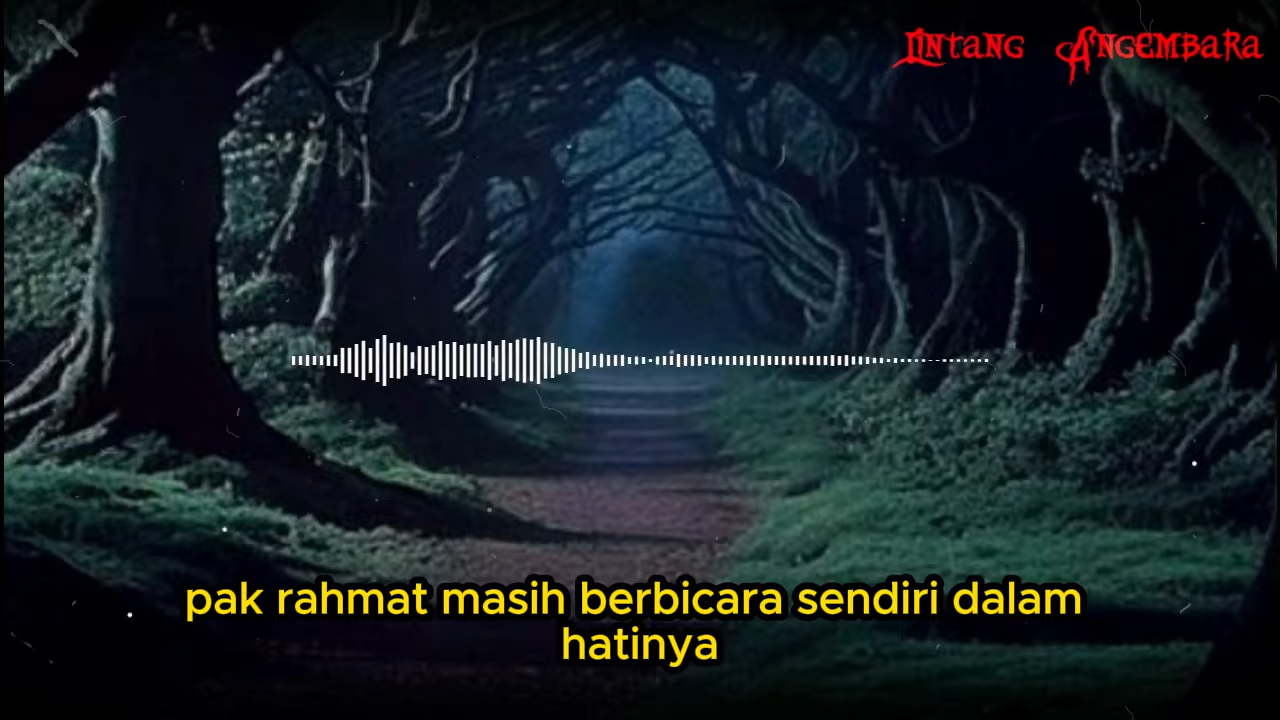 Lintang Angembara
pak rahmat masih berbicara sendiri dalam
hatinya